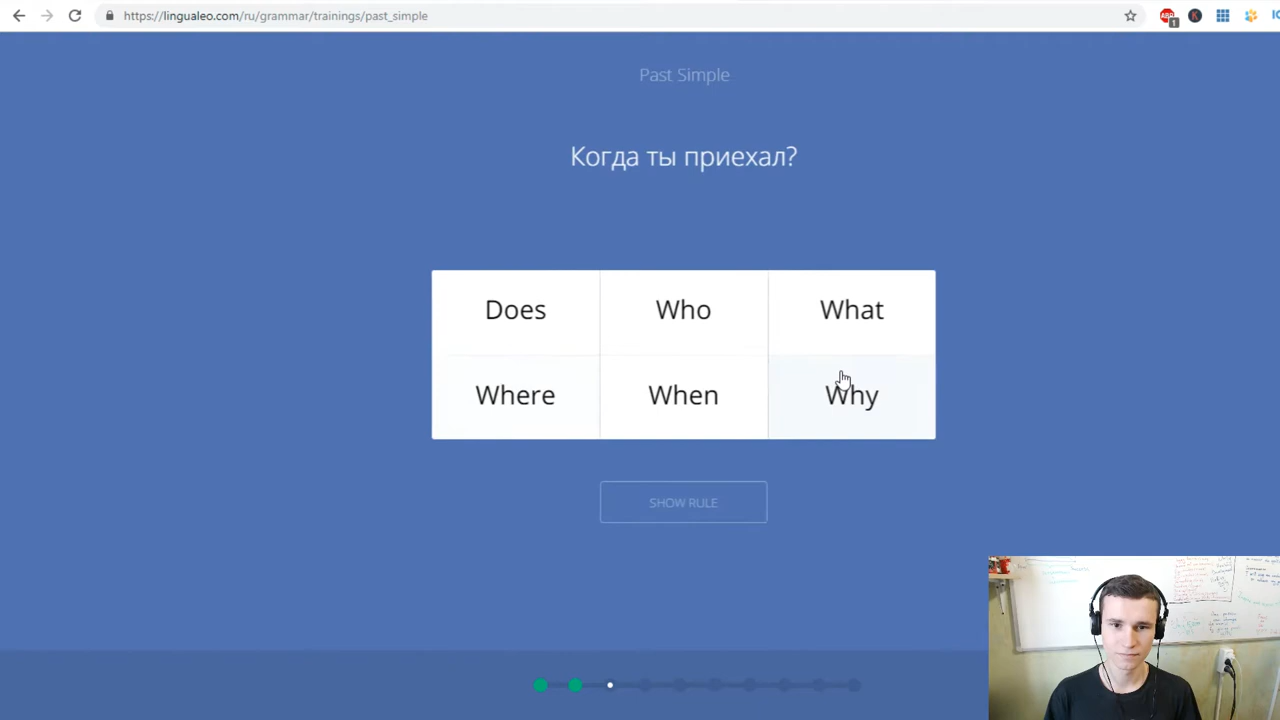 https://lingualeo.com/ru/grammar/trainings/past_simple
Past Simple
Когда ты приехал?
Does Who What
Where When Why
SHOW RULE